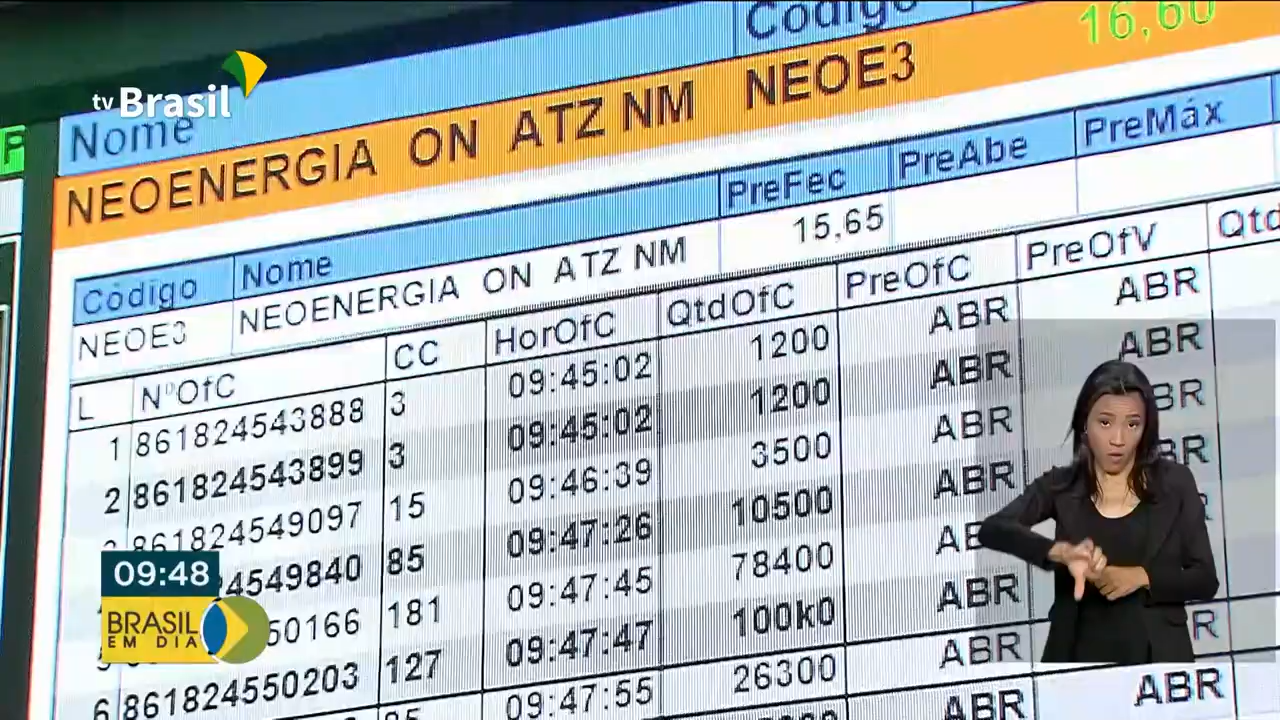 Código 16,60
tv Brasil
Nome
NEOENERGIA ON ATZ NM NEOE3
PreFec PreAbe PreMáx
Código Nome 15,65
NEOE3 NEOENERGIA ON ATZ NM
L NºOfC CC HorOfC QtdOfC PreOfC PreOfV Qtd
1 861824543888 3 09:45:02 1200 ABR ABR
2 861824543899 3 09:45:02 1200 ABR ABR
861824549097 15 09:46:39 3500 ABR
24549840 85 09:47:26 10500 ABR
50166 181 09:47:45 78400
6 861824550203 127 09:47:47 100k0 ABR
09:47:55 26300 ABR ABR
ABR
09:48
BRASIL
EM DIA